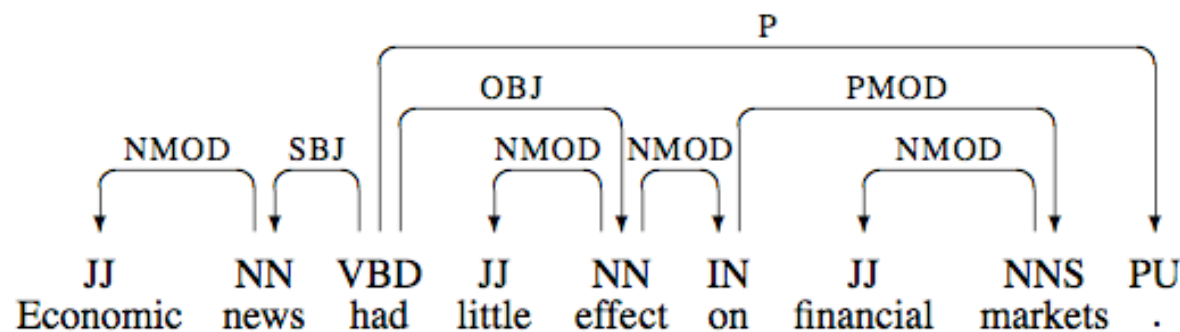 P
OBJ PMOD
NMOD SBJ NMOD NMOD NMOD
JJ NN VBD JJ NN IN JJ NNS PU
Economic news had little effect on financial markets .